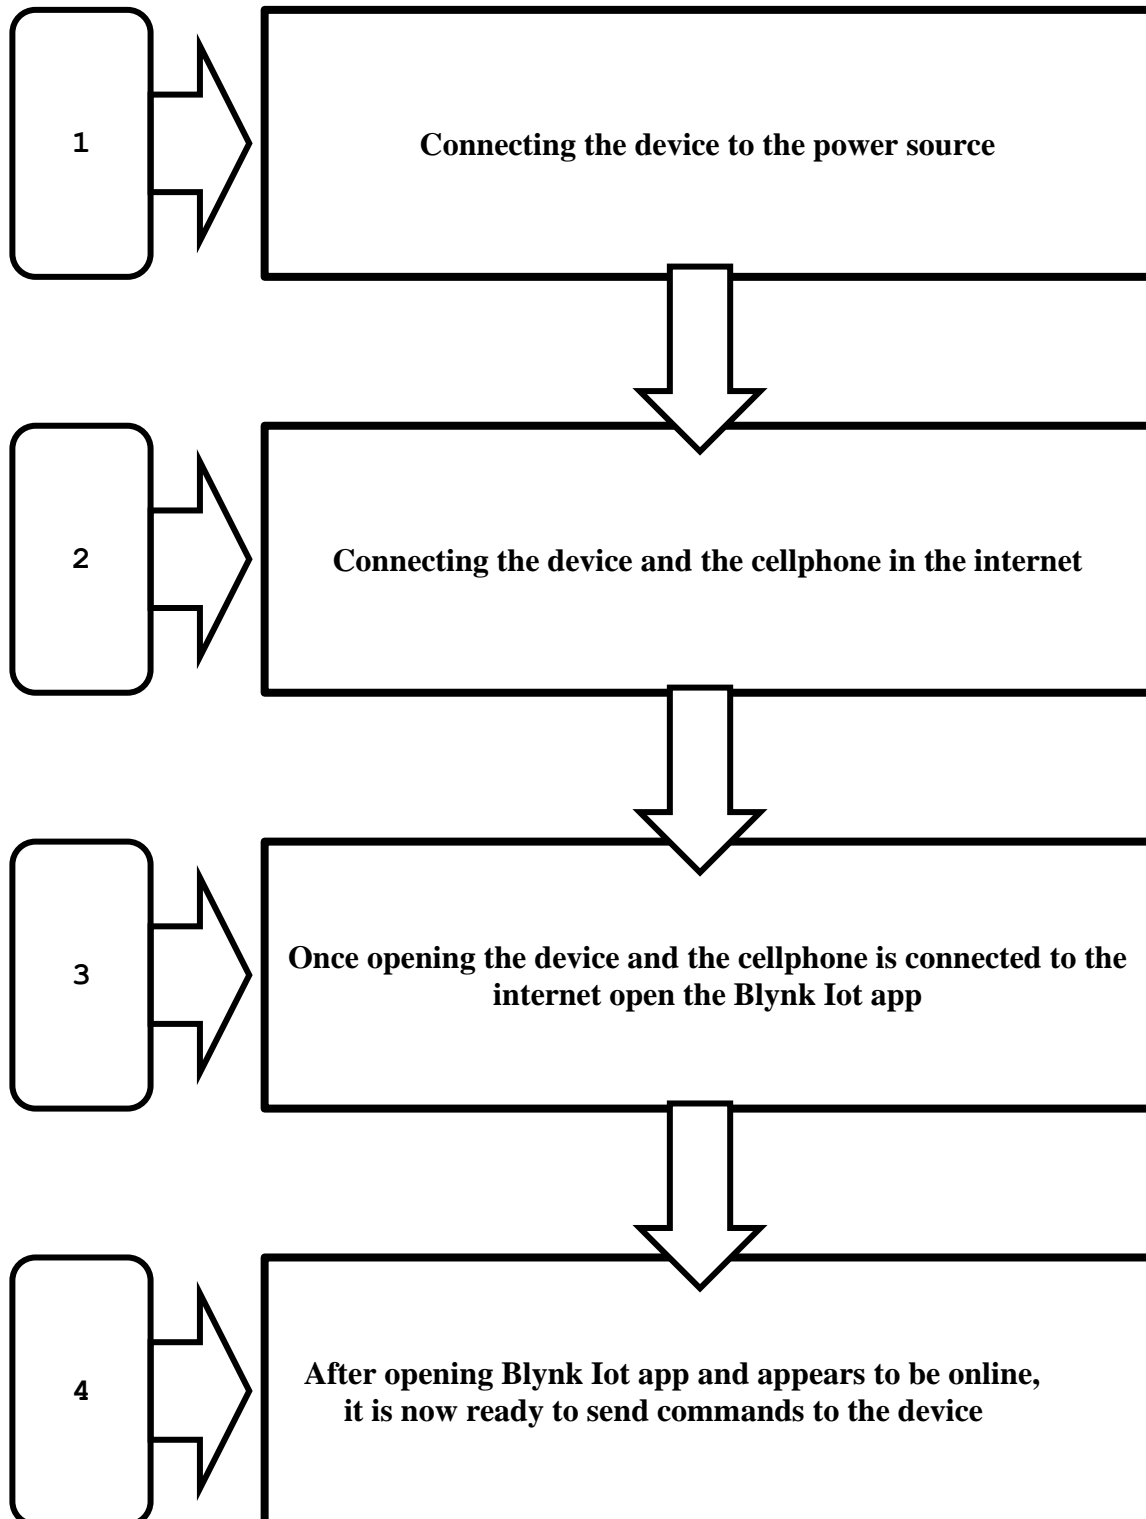 1
Connecting the device to the power source
2
Connecting the device and the cellphone in the internet
3
Once opening the device and the cellphone is connected to the
internet open the Blynk Iot app
4
After opening Blynk Iot app and appears to be online,
it is now ready to send commands to the device